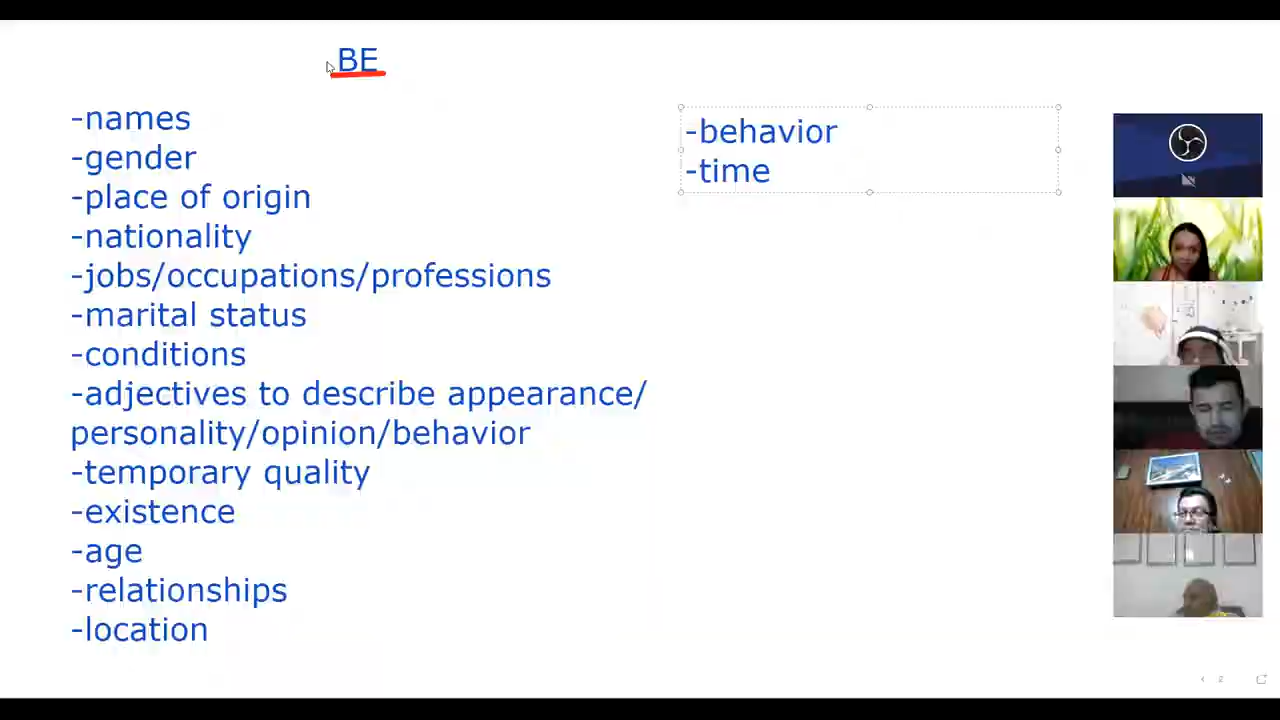 BE
-names
-gender
-place of origin
-nationality
-jobs/occupations/professions
-marital status
-conditions
-adjectives to describe appearance/
personality/opinion/behavior
-temporary quality
-existence
-age
-relationships
-location
-behavior
-time
2